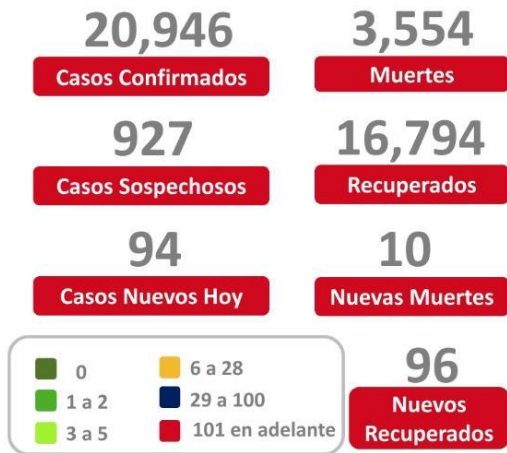 20,946
Casos Confirmados
3,554
Muertes
927
Casos Sospechosos
16,794
Recuperados
94
Casos Nuevos Hoy
10
Nuevas Muertes
0
1 a 2
3 a 5
6 a 28
29 a 100
101 en adelante
96
Nuevos
Recuperados